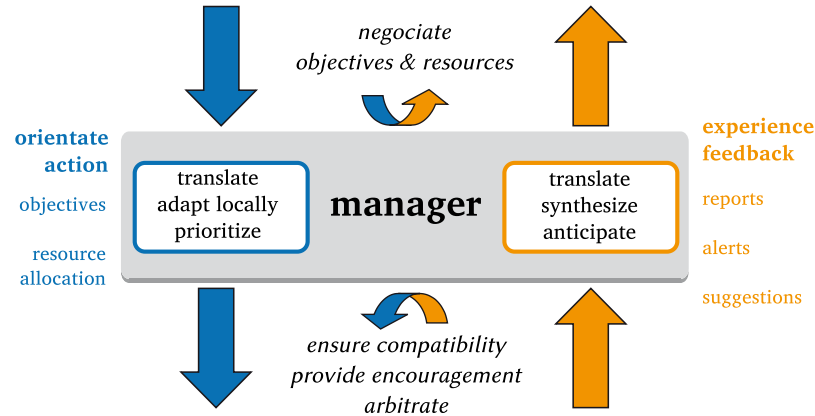 negociate
objectives & resources
orientate
action
objectives
resource
allocation
translate
adapt locally
prioritize
manager
translate
synthesize
anticipate
experience
feedback
reports
alerts
suggestions
ensure compatibility
provide encouragement
arbitrate